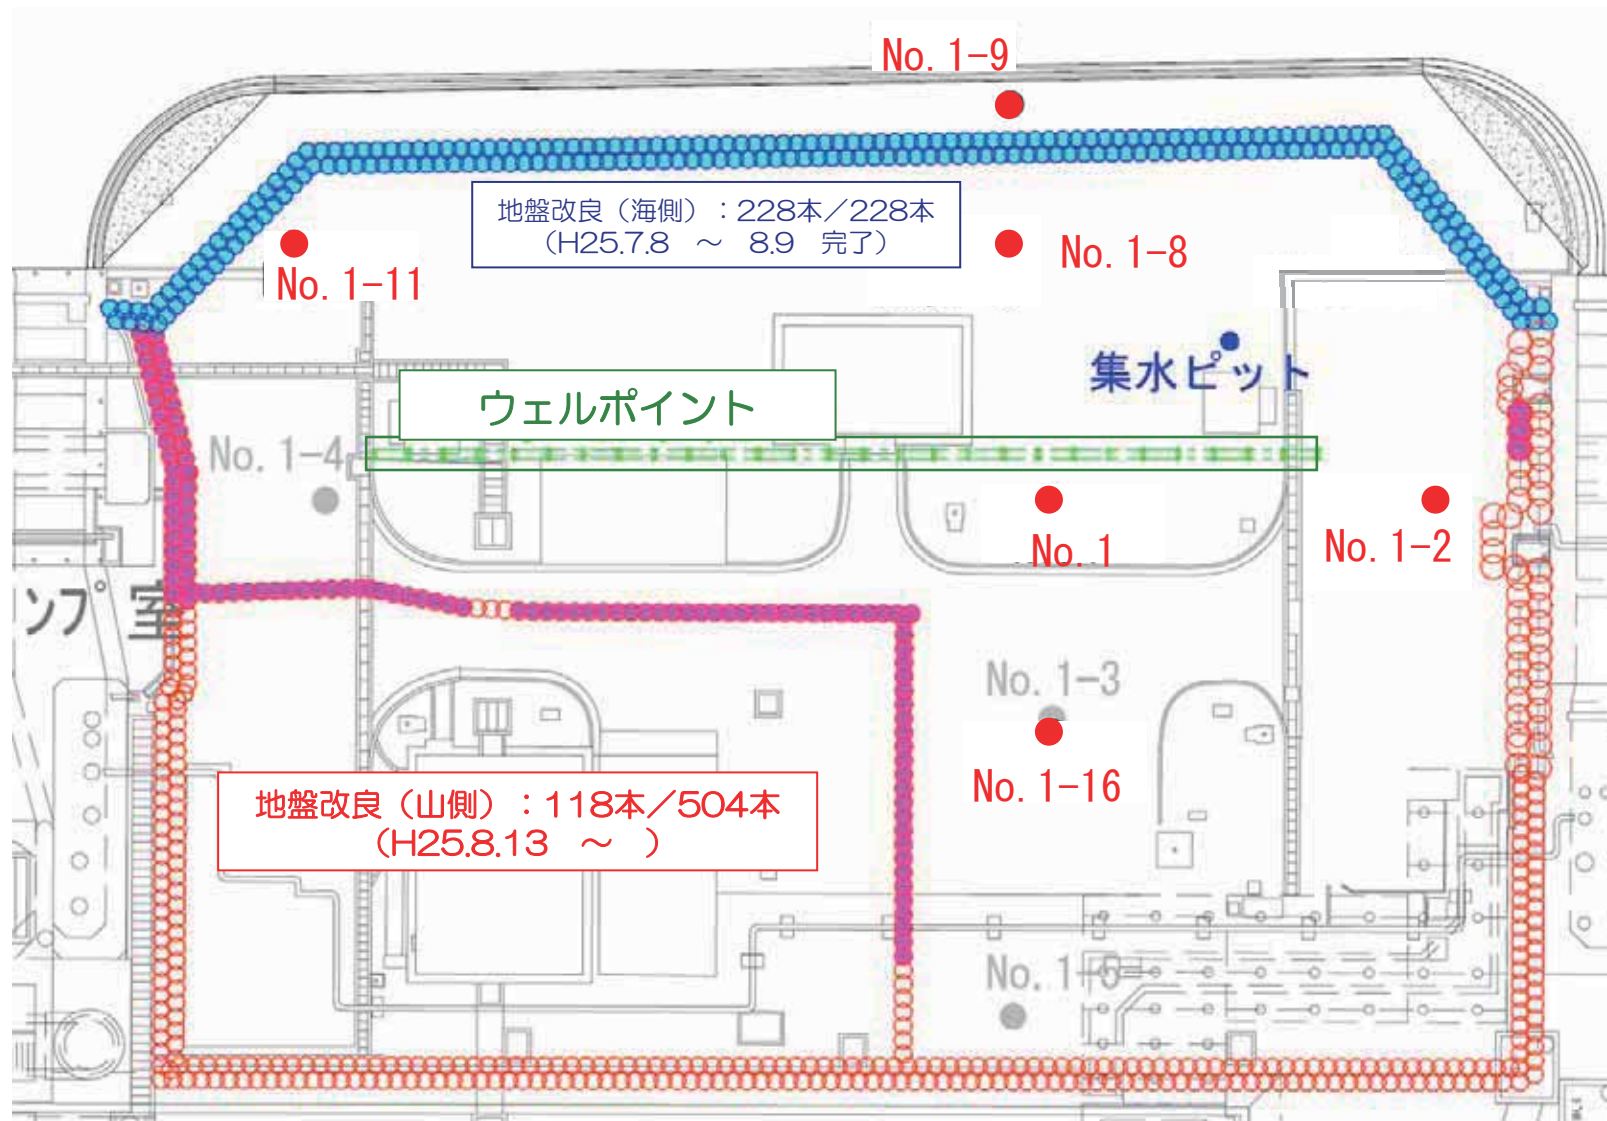 No. 1-9
地盤改良（海側）：228本／228本
（H25.7.8　～　8.9　完了）
No. 1-8
No. 1-11
集水ピット
ウェルポイント
No. 1-4
No. 1
No. 1-2
ンプ室
No. 1-3
No. 1-16
地盤改良（山側）：118本／504本
（H25.8.13　～　）
No. 1-5